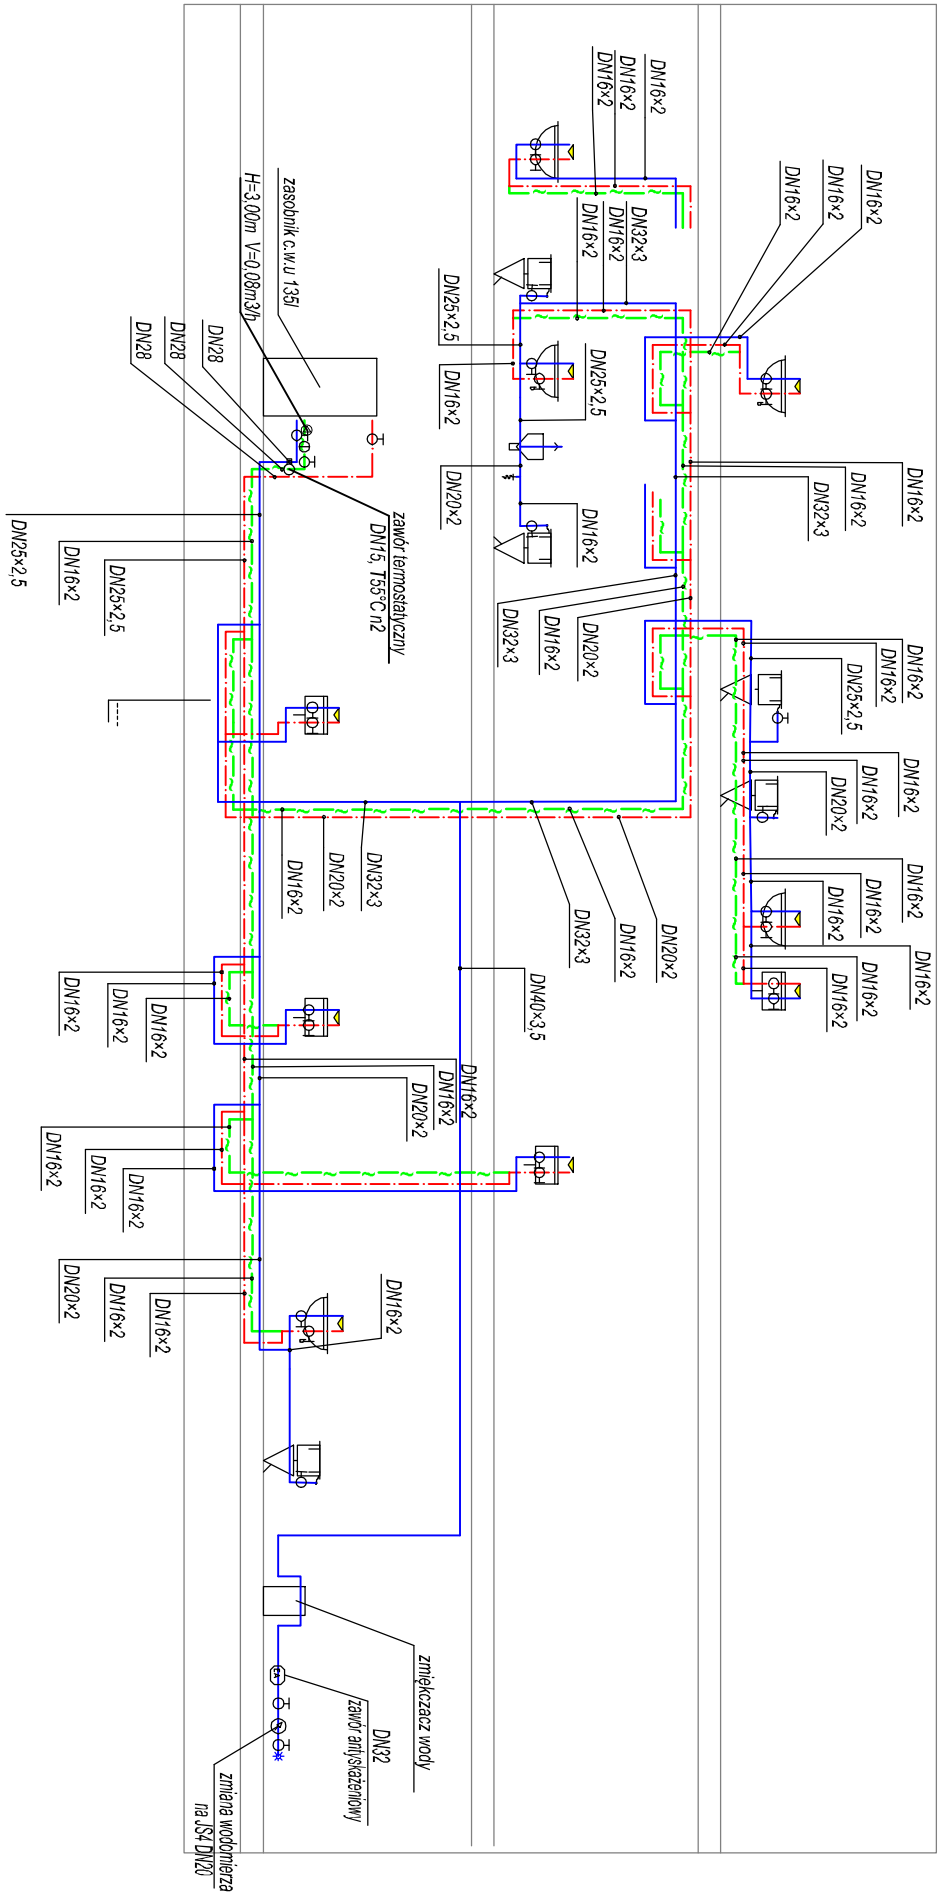 DN16×2
DN16×2
DN16×2
DN16×2
DN16×2
DN16×2
zasobnik c.w.u 135l
H=3,00m V=0,08m3/h
DN28
DN28
DN28
DN32×3
DN16×2
DN16×2
DN25×2,5
DN16×2
DN25×2,5
DN20×2
DN16×2
DN16×2
DN16×2
DN32×3
zawór termostatyczny
DN15, T55°C n2
DN25×2,5
DN16×2
DN25×2,5
DN20×2
DN16×2
DN32×3
DN16×2
DN16×2
DN25×2,5
DN16×2
DN16×2
DN20×2
DN16×2
DN16×2
DN16×2
DN16×2
DN16×2
DN16×2
DN32×3
DN20×2
DN16×2
DN20×2
DN16×2
DN32×3
DN40×3,5
DN16×2
DN16×2
DN16×2
DN16×2
DN16×2
DN20×2
DN16×2
DN16×2
DN16×2
DN16×2
DN16×2
DN16×2
DN20×2
zmiękczacz wody
DN32
zawór antyskażeniowy
EA
zmiana wodomierza
na JS4 DN20